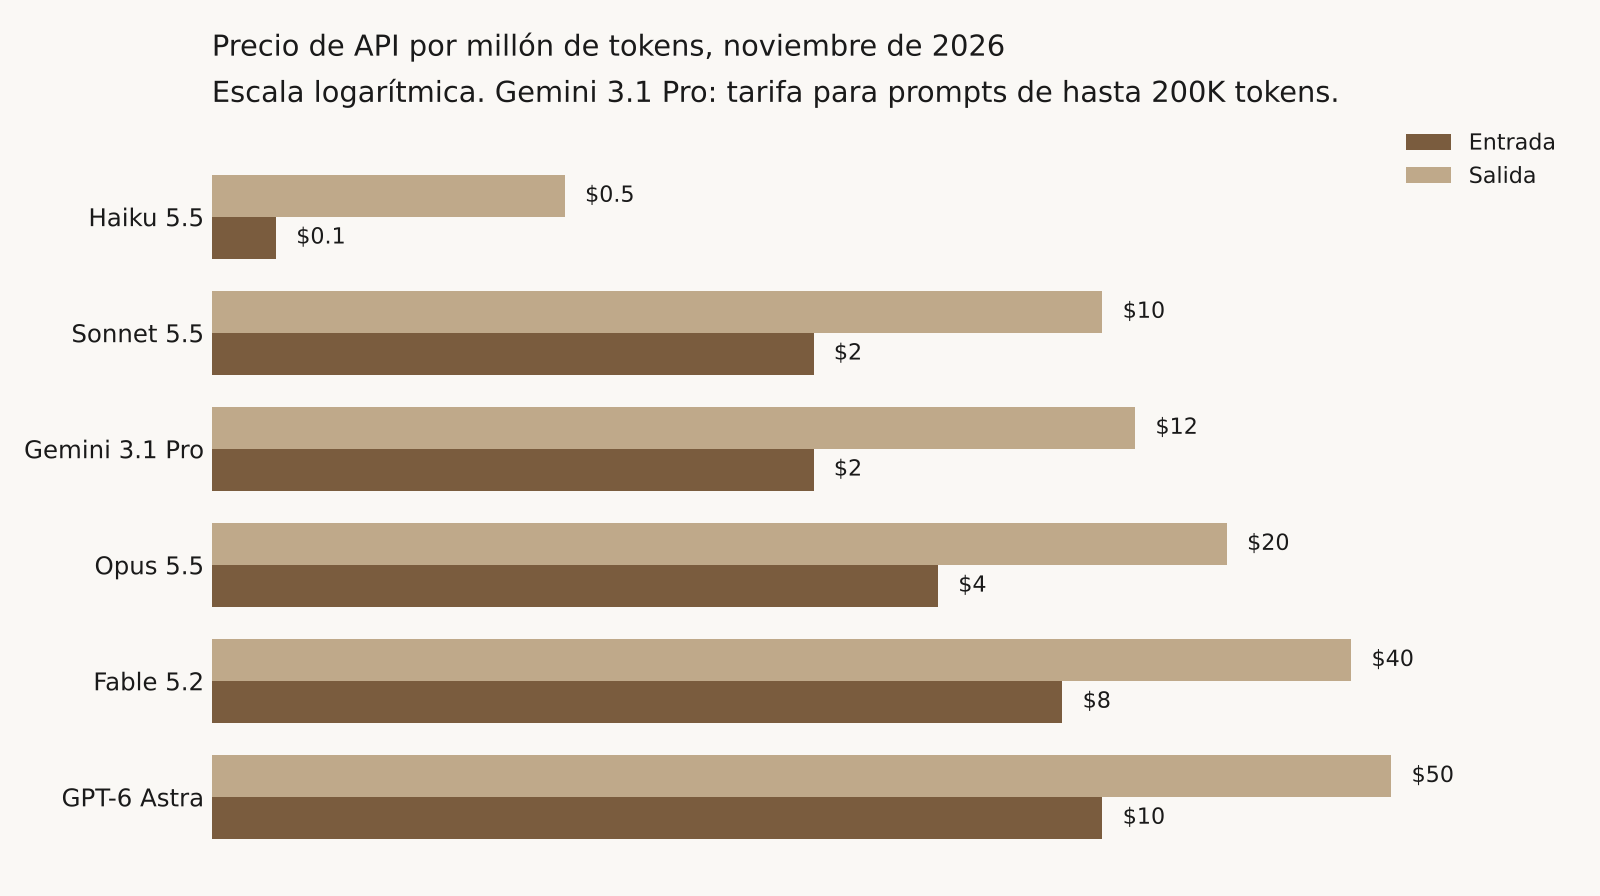 Precio de API por millón de tokens, noviembre de 2026
Escala logarítmica. Gemini 3.1 Pro: tarifa para prompts de hasta 200K tokens.
Entrada
Salida
Haiku 5.5
$0.5
$0.1
Sonnet 5.5
$10
$2
Gemini 3.1 Pro
$12
$2
Opus 5.5
$20
$4
Fable 5.2
$40
$8
GPT-6 Astra
$50
$10